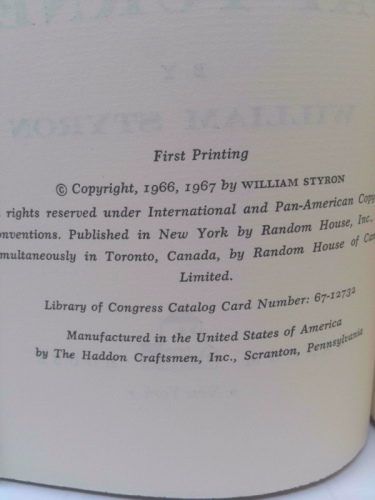 First Printing
© Copyright, 1966, 1967 by WILLIAM STYRON
rights reserved under International and Pan-American Copy
onventions. Published in New York by Random House, Inc.
multaneously in Toronto, Canada, by Random House of Can
Limited.
Library of Congress Catalog Card Number: 67-12732
Manufactured in the United States of America
by The Haddon Craftsmen, Inc., Scranton, Pennsylvania